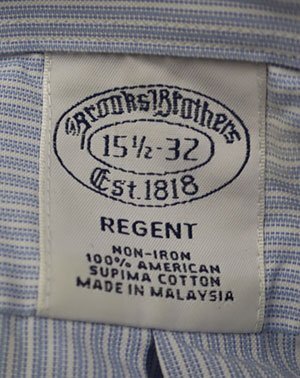 Brooks Brothers
15½-32
Est 1818
REGENT
NON-IRON
100% AMERICAN
SUPIMA COTTON
MADE IN MALAYSIA